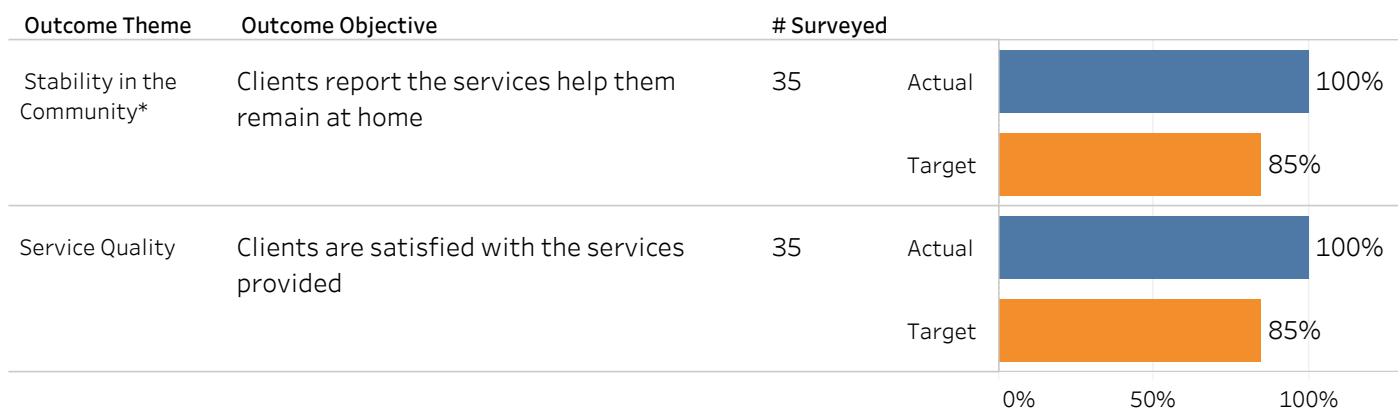 Outcome Theme Outcome Objective # Surveyed
Stability in the Clients report the services help them 35 Actual 100%
Community* remain at home
Target 85%
Service Quality Clients are satisfied with the services 35 Actual 100%
provided
Target 85%
0% 50% 100%